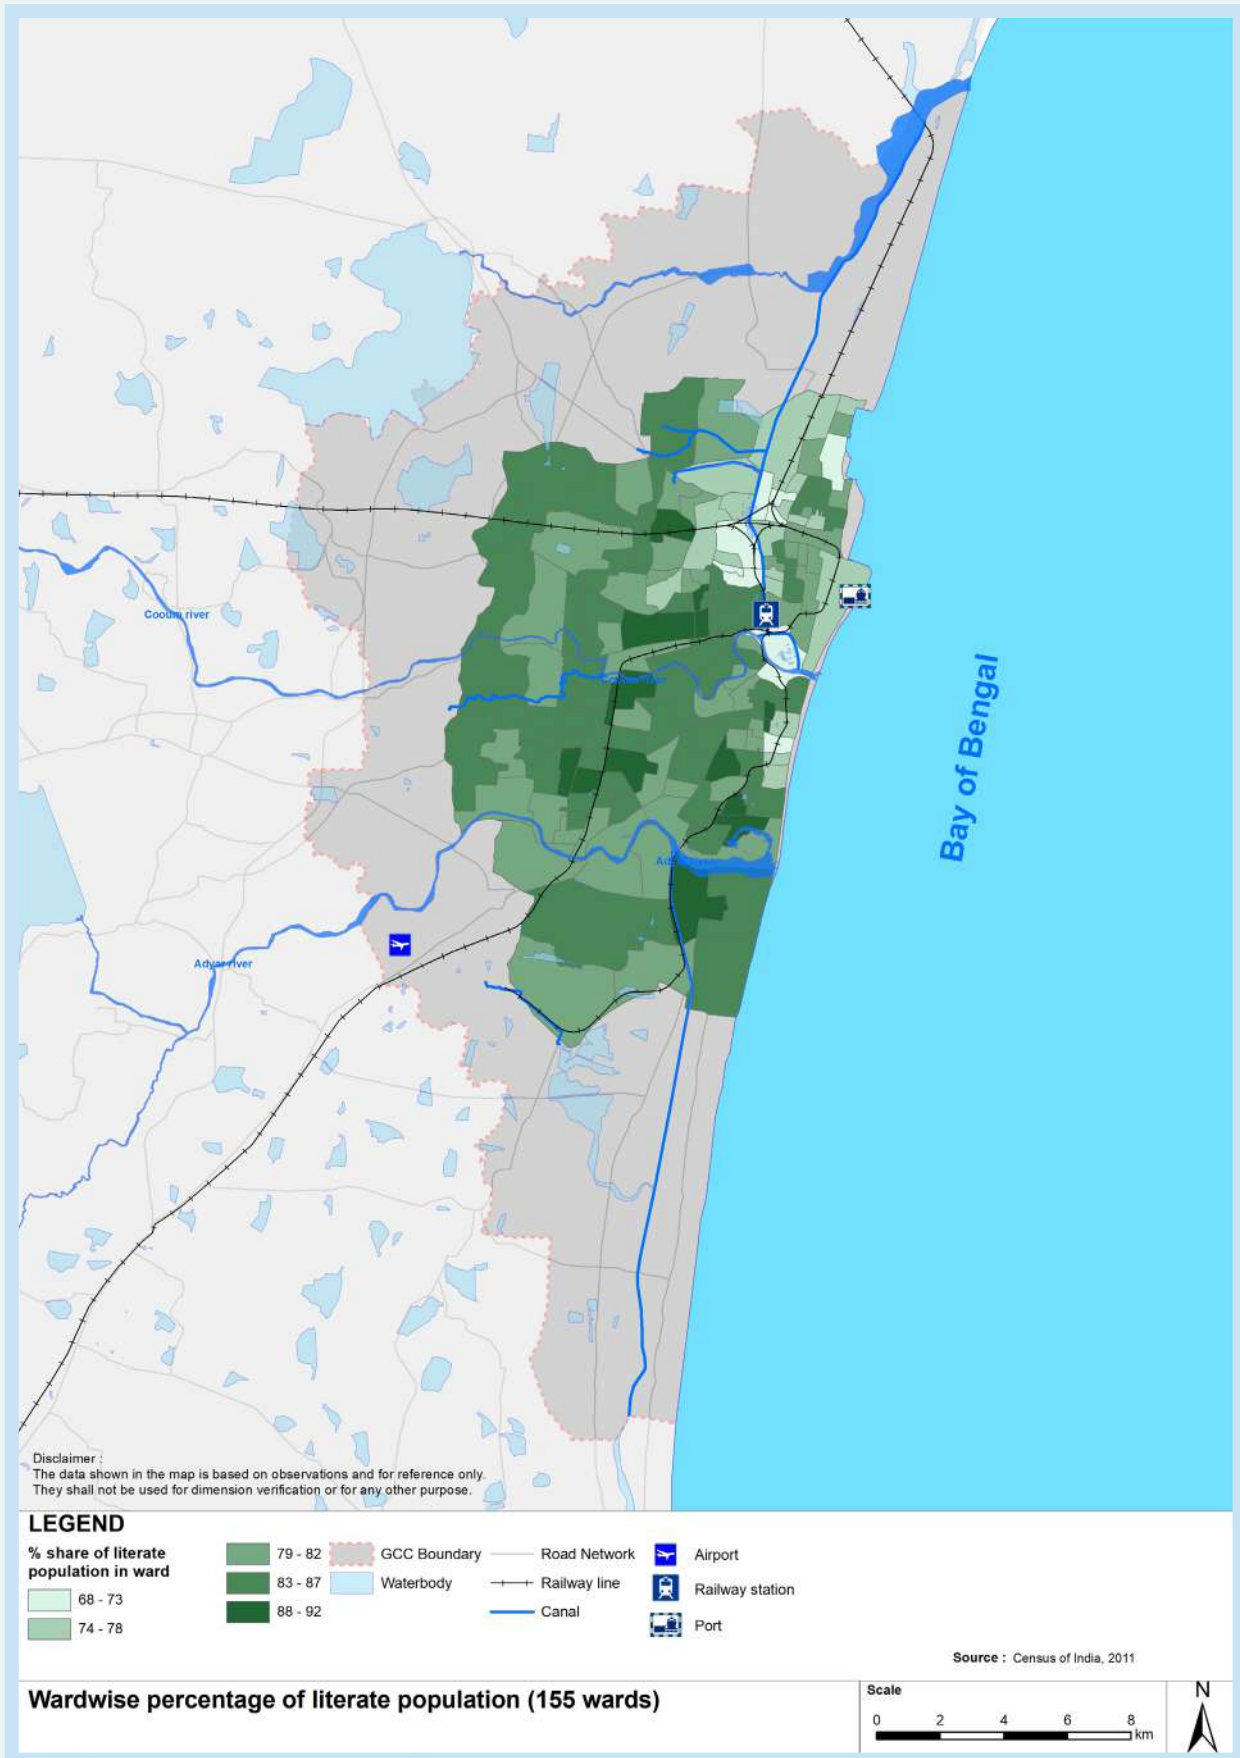 Cooum river
Cooum river
Bay of Bengal
Adyar river
Disclaimer :
The data shown in the map is based on observations and for reference only.
They shall not be used for dimension verification or for any other purpose.
LEGEND
% share of literate
population in ward
68 - 73
74 - 78
79 - 82
83 - 87
88 - 92
GCC Boundary
Waterbody
Road Network
Railway line
Canal
Airport
Railway station
Port
Source : Census of India, 2011
Wardwise percentage of literate population (155 wards)
Scale
0 2 4 6 8
km
N